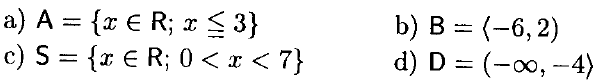 a) A = {x ∈ R; x ≦ 3} b) B = ⟨−6, 2)
c) S = {x ∈ R; 0 < x < 7} d) D = (−∞, −4⟩